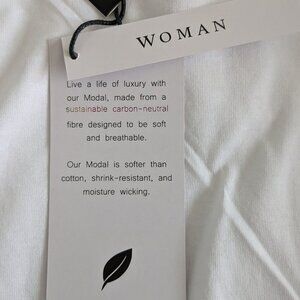 WOMAN
Live a life of luxury with
our Modal, made from a
sustainable carbon-neutral
fibre designed to be soft
and breathable.
Our Modal is softer than
cotton, shrink-resistant, and
moisture wicking.